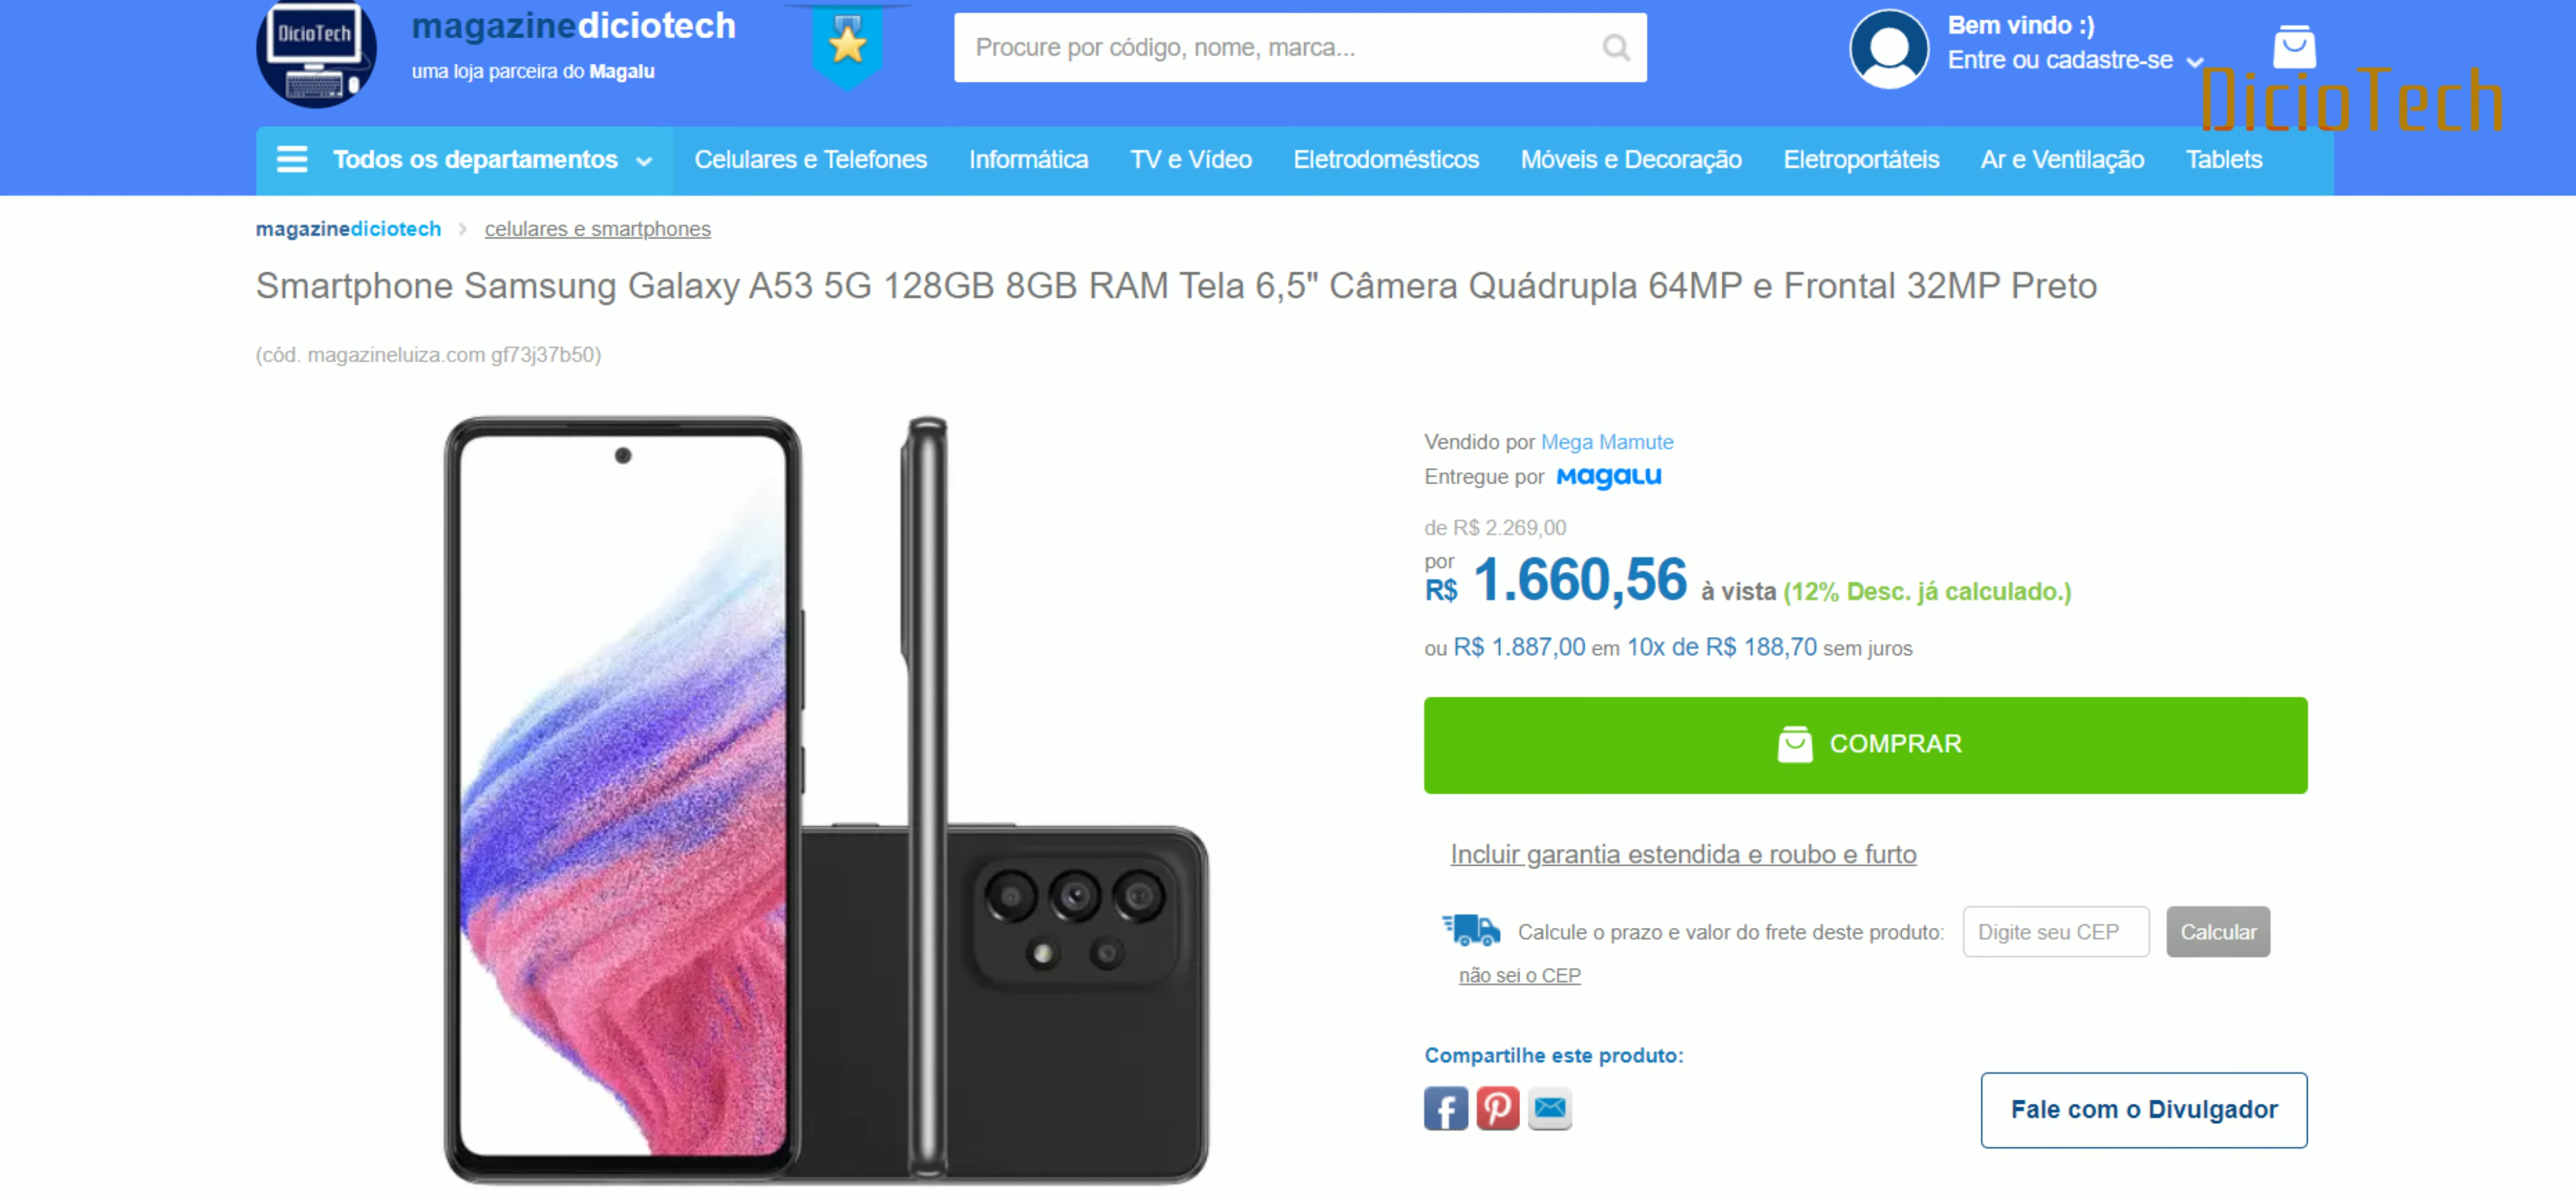 DicioTech
magazinediciotech
uma loja parceira do Magalu
Procure por código, nome, marca...
Bem vindo :)
Entre ou cadastre-se
DicioTech
Todos os departamentos
Celulares e Telefones
Informática
TV e Vídeo
Eletrodomésticos
Móveis e Decoração
Eletroportáteis
Ar e Ventilação
Tablets
magazinediciotech > celulares e smartphones
Smartphone Samsung Galaxy A53 5G 128GB 8GB RAM Tela 6,5" Câmera Quádrupla 64MP e Frontal 32MP Preto
(cód. magazineluiza.com gf73j37b50)
Vendido por Mega Mamute
Entregue por Magalu
de R$ 2.269,00
por
R$ 1.660,56 à vista (12% Desc. já calculado.)
ou R$ 1.887,00 em 10x de R$ 188,70 sem juros
COMPRAR
Incluir garantia estendida e roubo e furto
Calcule o prazo e valor do frete deste produto:
Digite seu CEP
Calcular
não sei o CEP
Compartilhe este produto:
Fale com o Divulgador